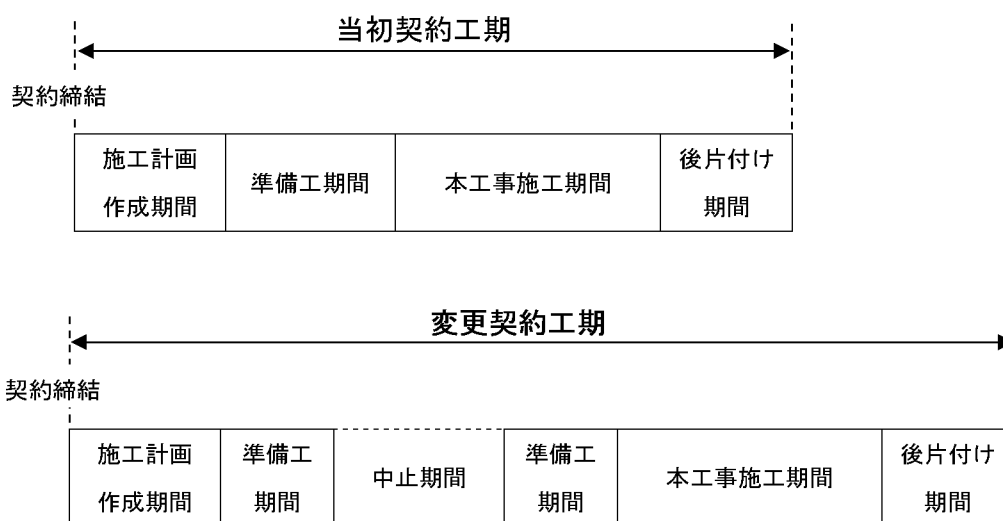 当初契約工期
契約締結
施工計画
作成期間
準備工期間
本工事施工期間
後片付け
期間
変更契約工期
契約締結
施工計画
作成期間
準備工
期間
中止期間
準備工
期間
本工事施工期間
後片付け
期間